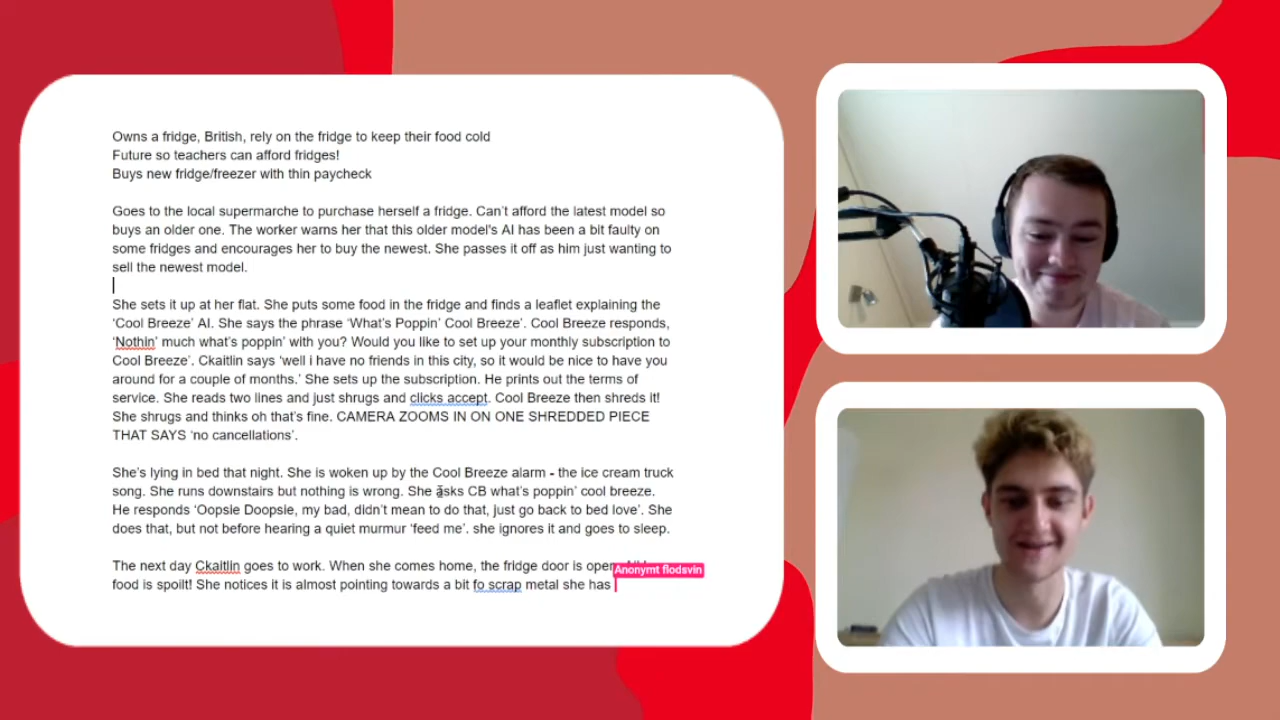 Owns a fridge, British, rely on the fridge to keep their food cold
Future so teachers can afford fridges!
Buys new fridge/freezer with thin paycheck
Goes to the local supermarche to purchase herself a fridge. Can't afford the latest model so
buys an older one. The worker warns her that this older model's AI has been a bit faulty on
some fridges and encourages her to buy the newest. She passes it off as him just wanting to
sell the newest model.
She sets it up at her flat. She puts some food in the fridge and finds a leaflet explaining the
‘Cool Breeze’ AI. She says the phrase ‘What's Poppin’ Cool Breeze’. Cool Breeze responds,
‘Nothin’ much what's poppin’ with you? Would you like to set up your monthly subscription to
Cool Breeze’. Ckaitlin says ‘well i have no friends in this city, so it would be nice to have you
around for a couple of months.’ She sets up the subscription. He prints out the terms of
service. She reads two lines and just shrugs and clicks accept. Cool Breeze then shreds it!
She shrugs and thinks oh that's fine. CAMERA ZOOMS IN ON ONE SHREDDED PIECE
THAT SAYS ‘no cancellations’.
She's lying in bed that night. She is woken up by the Cool Breeze alarm - the ice cream truck
song. She runs downstairs but nothing is wrong. She asks CB what's poppin’ cool breeze.
He responds ‘Oopsie Doopsie, my bad, didn't mean to do that, just go back to bed love’. She
does that, but not before hearing a quiet murmur ‘feed me’. she ignores it and goes to sleep.
The next day Ckaitlin goes to work. When she comes home, the fridge door is open
Anonymt flodsvin
food is spoilt! She notices it is almost pointing towards a bit fo scrap metal she has